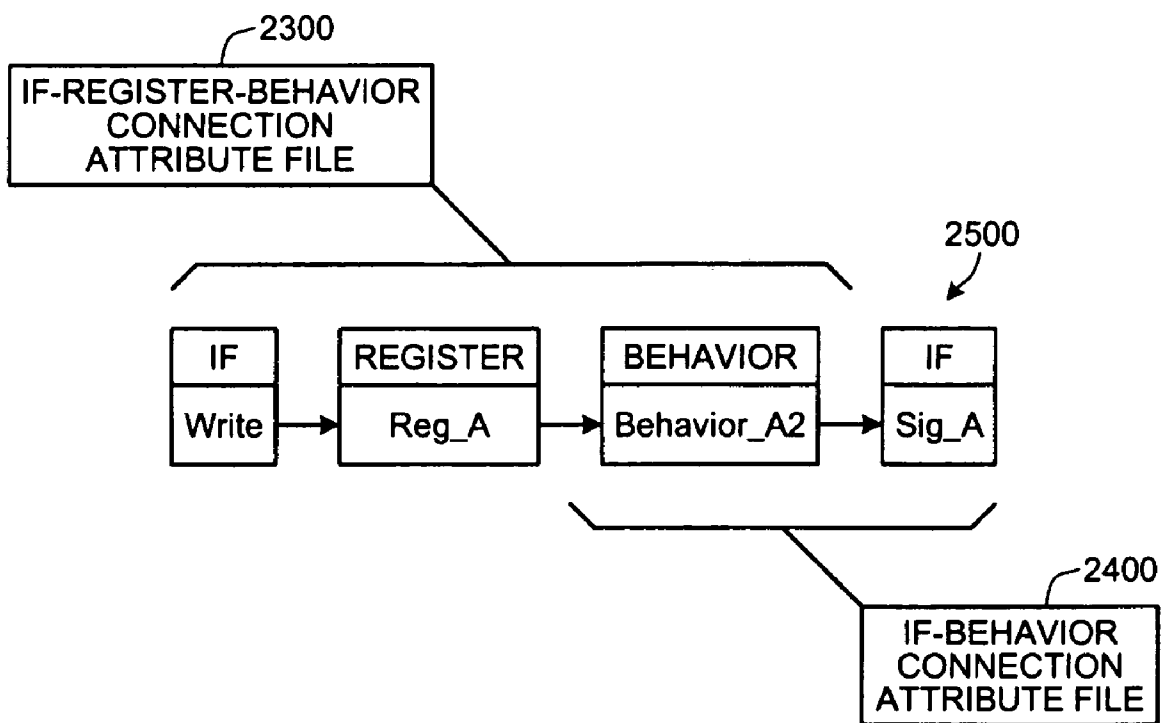 2300
IF-REGISTER-BEHAVIOR
CONNECTION
ATTRIBUTE FILE
2500
IF
REGISTER
BEHAVIOR
IF
Write
Reg_A
Behavior_A2
Sig_A
2400
IF-BEHAVIOR
CONNECTION
ATTRIBUTE FILE